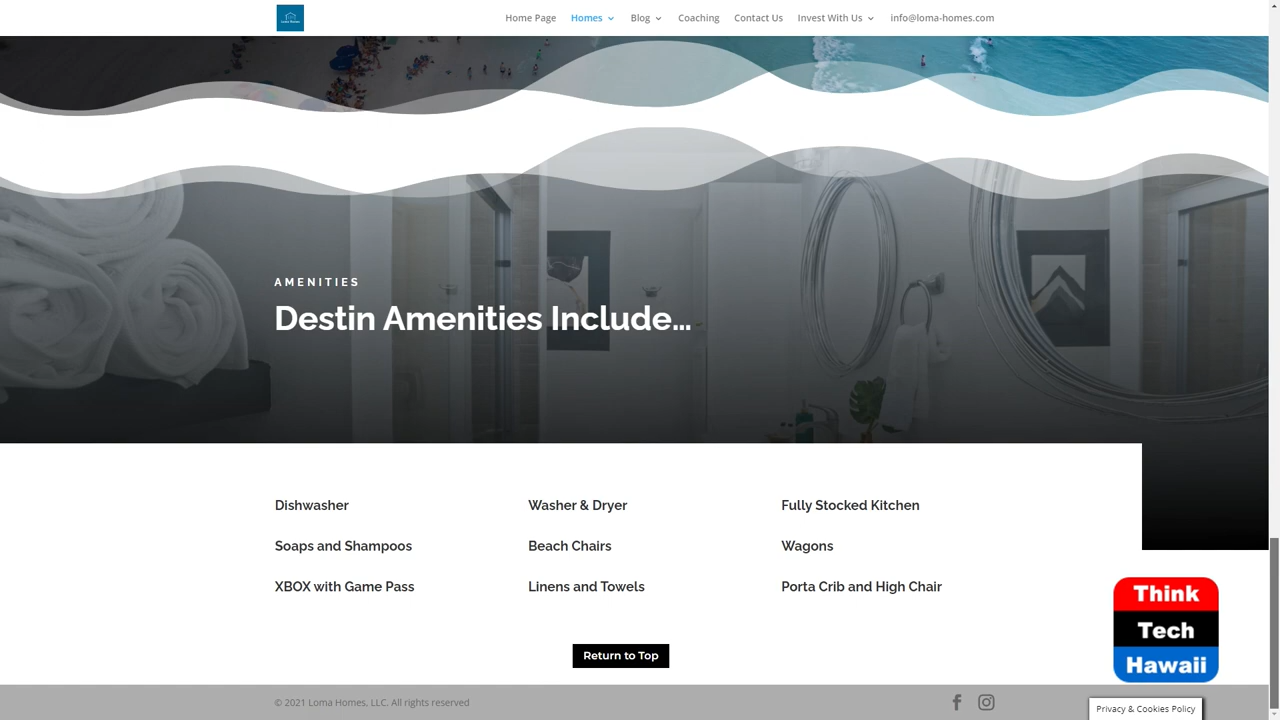 Home Page Homes Blog Coaching Contact Us Invest With Us info@loma-homes.com
AMENITIES
Destin Amenities Include...
Dishwasher Washer & Dryer Fully Stocked Kitchen
Soaps and Shampoos Beach Chairs Wagons
XBOX with Game Pass Linens and Towels Porta Crib and High Chair
Think
Tech
Hawaii
Return to Top
© 2021 Loma Homes, LLC. All rights reserved
Privacy & Cookies Policy